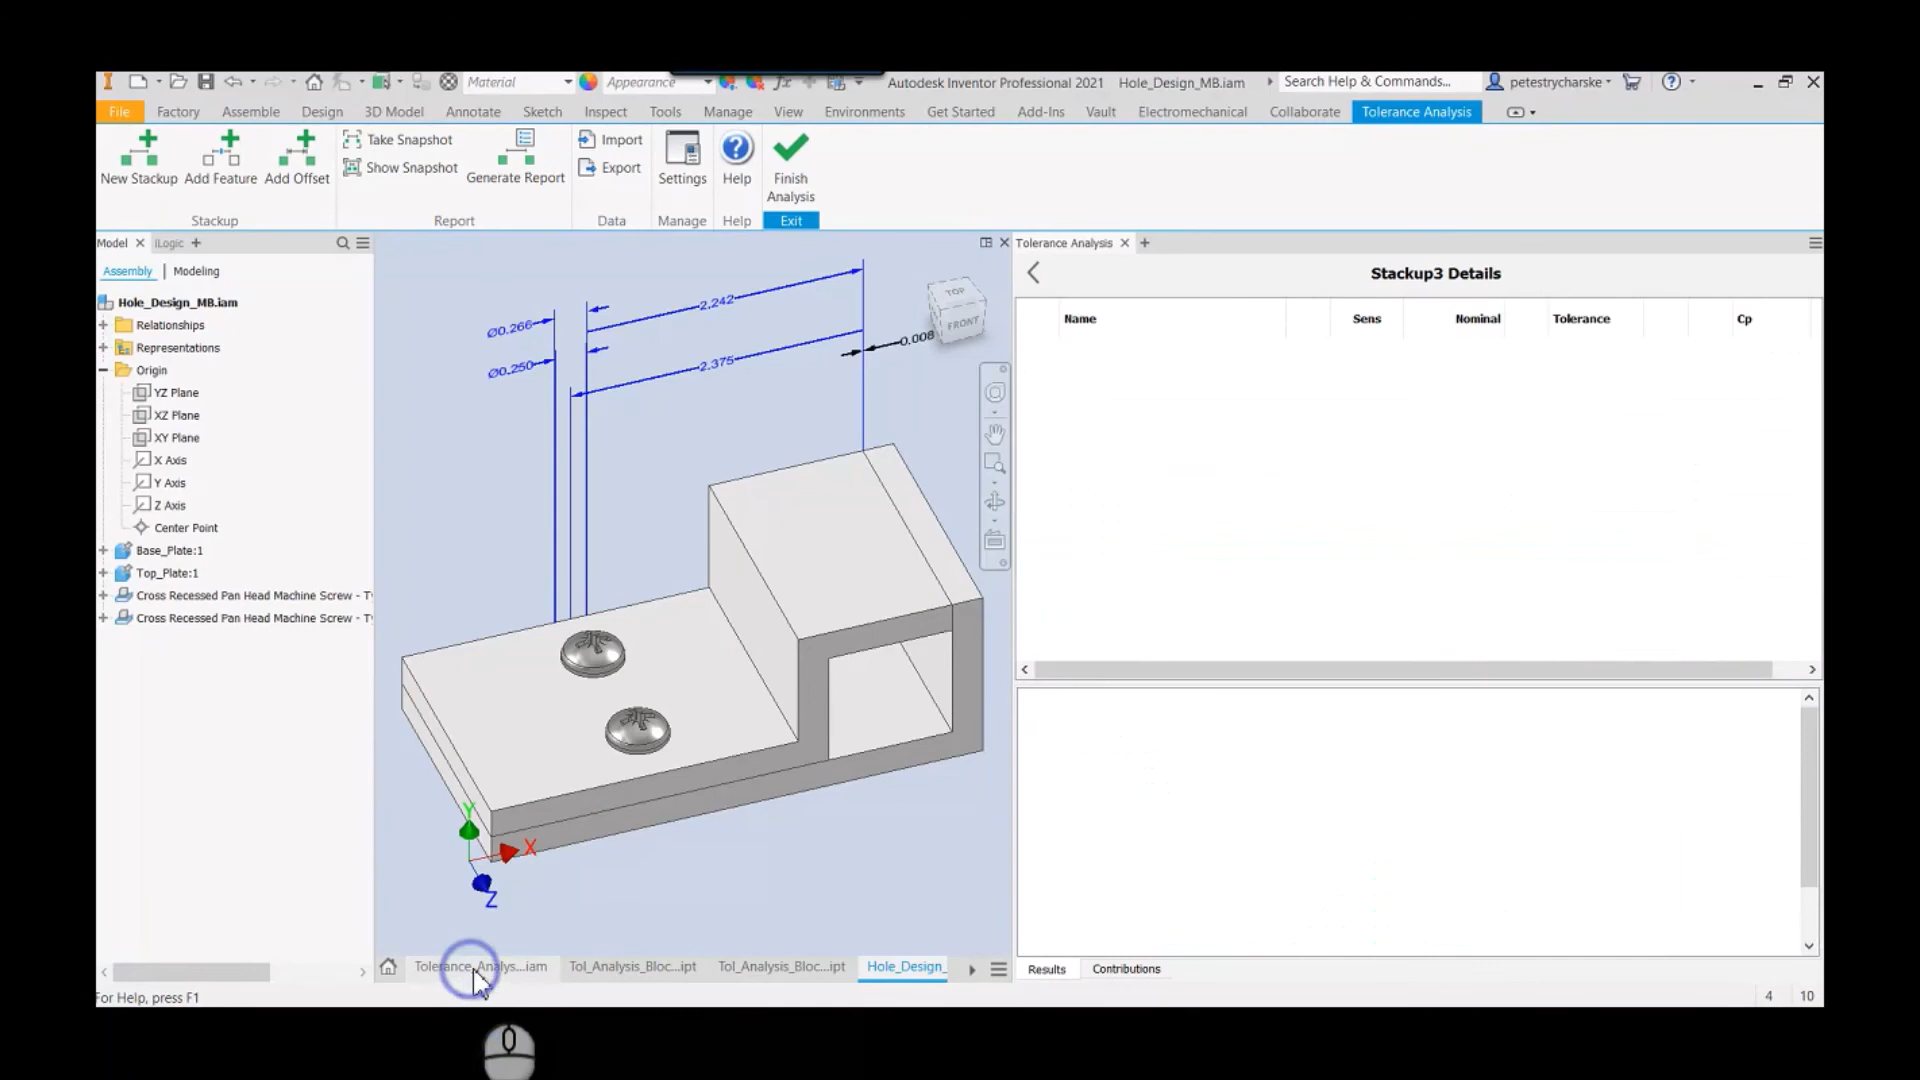 Material
Appearance
Autodesk Inventor Professional 2021 Hole_Design_MB.iam
Search Help & Commands...
petestrycharske
File Factory Assemble Design 3D Model Annotate Sketch Inspect Tools Manage View Environments Get Started Add-Ins Vault Electromechanical Collaborate Tolerance Analysis
New Stackup
Add Feature
Add Offset
Stackup
Take Snapshot
Show Snapshot
Generate Report
Report
Import
Export
Data
Settings
Manage
Help
Help
Finish
Analysis
Exit
Model
iLogic
Assembly | Modeling
Hole_Design_MB.iam
Relationships
Representations
Origin
YZ Plane
XZ Plane
XY Plane
X Axis
Y Axis
Z Axis
Center Point
Base_Plate:1
Top_Plate:1
Cross Recessed Pan Head Machine Screw - Ty
Cross Recessed Pan Head Machine Screw - Ty
Ø0.266
2.242
Ø0.250
2.375
0.008
TOP
FRONT
Y
X
Z
Tolerance Analysis
Stackup3 Details
Name Sens Nominal Tolerance Cp
Results
Contributions
Tolerance_Analys...iam
Tol_Analysis_Bloc...ipt
Tol_Analysis_Bloc...ipt
Hole_Design_
For Help, press F1
4 10